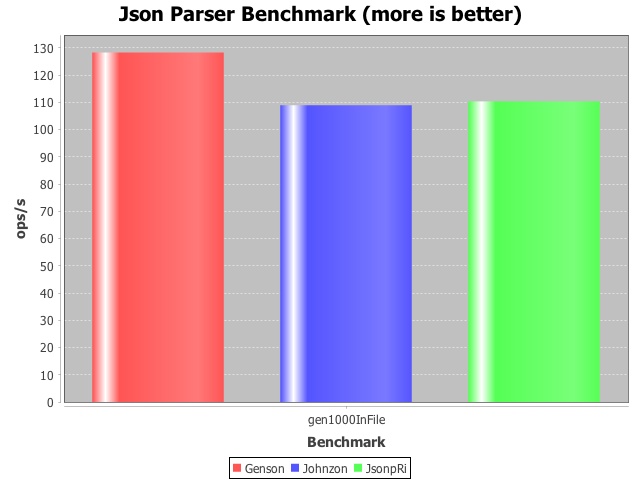 Json Parser Benchmark (more is better)
130
120
110
100
90
80
70
60
50
40
30
20
10
0
ops/s
gen1000InFile
Benchmark
Genson Johnzon JsonpRi